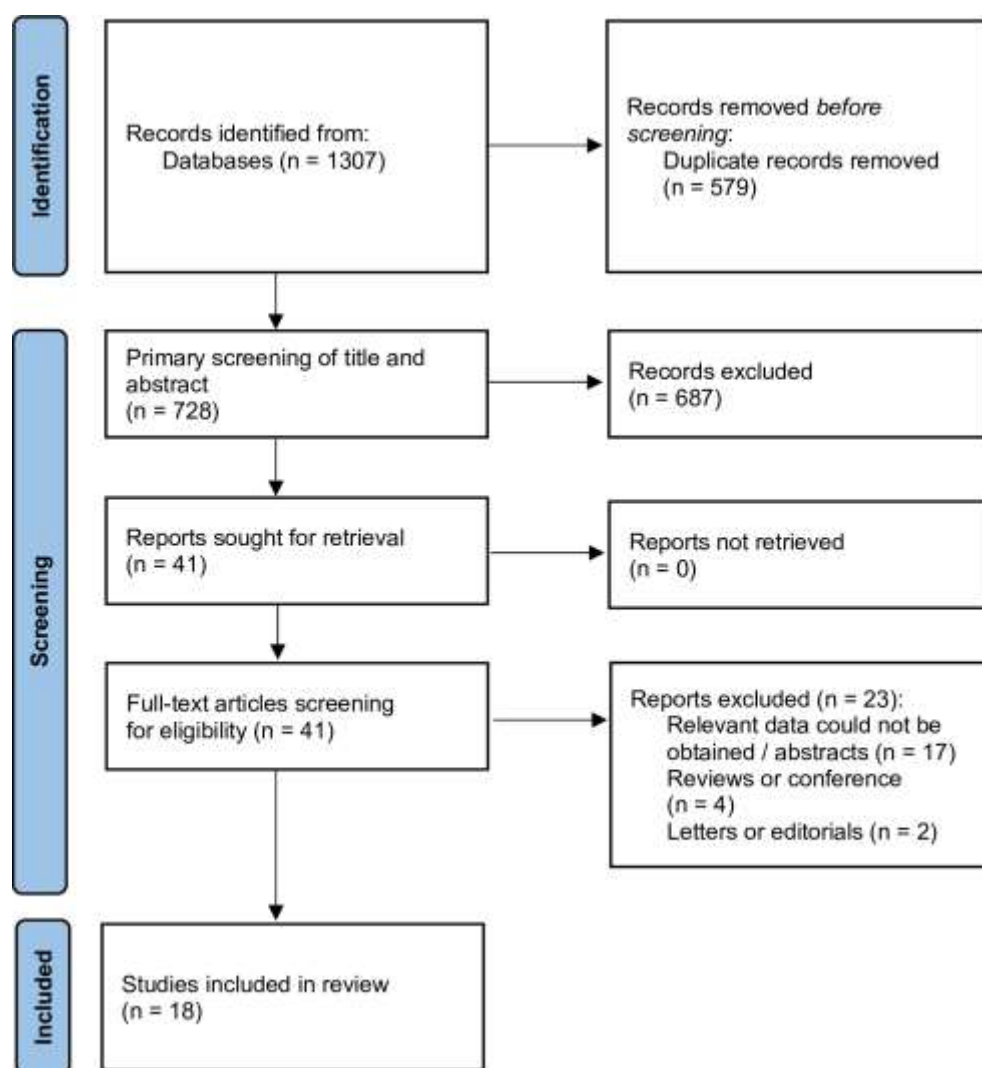 Identification
Records identified from:
Databases (n = 1307)
Records removed before
screening:
Duplicate records removed
(n = 579)
Screening
Primary screening of title and
abstract
(n = 728)
Records excluded
(n = 687)
Reports sought for retrieval
(n = 41)
Reports not retrieved
(n = 0)
Full-text articles screening
for eligibility (n = 41)
Reports excluded (n = 23):
Relevant data could not be
obtained / abstracts (n = 17)
Reviews or conference
(n = 4)
Letters or editorials (n = 2)
Included
Studies included in review
(n = 18)